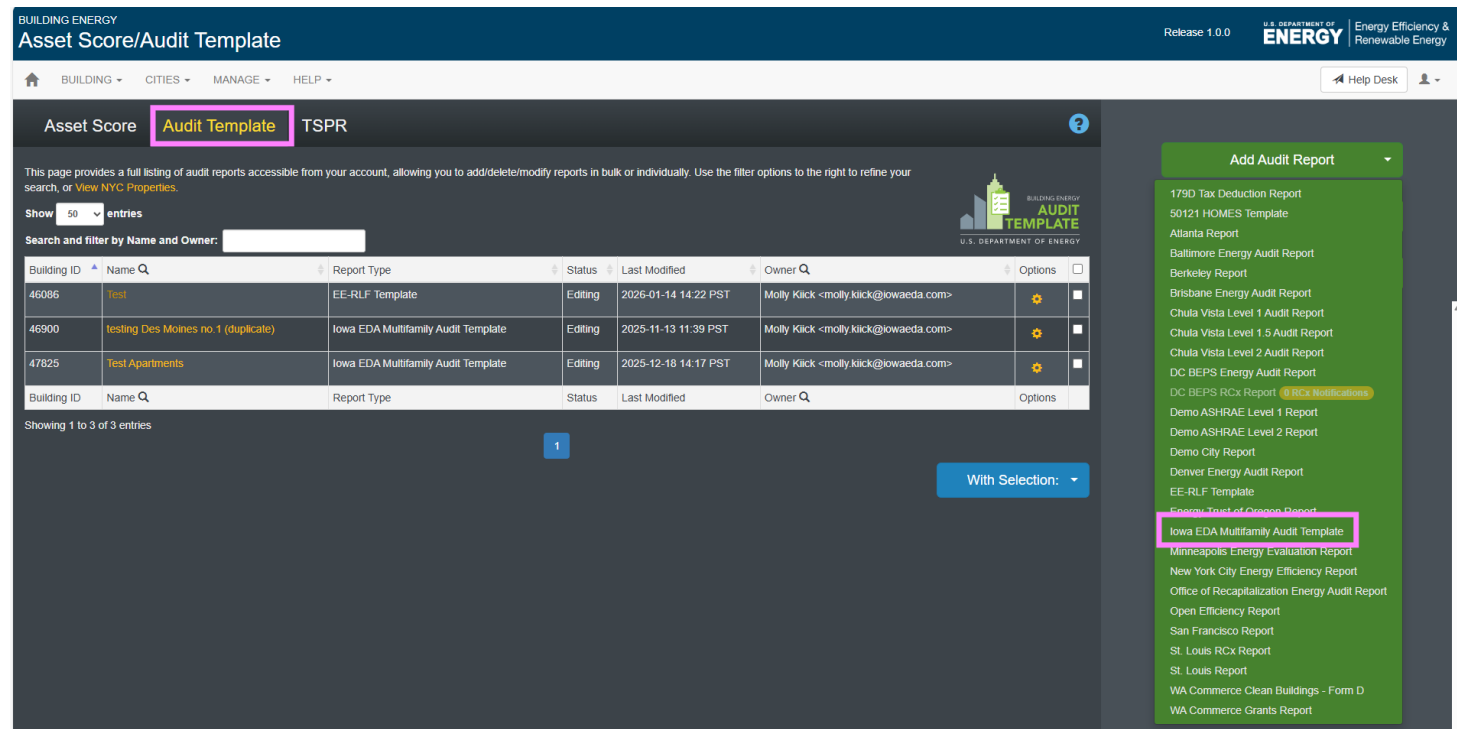 BUILDING ENERGY
Asset Score/Audit Template
Release 1.0.0
U.S. DEPARTMENT OF
ENERGY
Energy Efficiency &
Renewable Energy
BUILDING
CITIES
MANAGE
HELP
Help Desk
Asset Score
Audit Template
TSPR
?
This page provides a full listing of audit reports accessible from your account, allowing you to add/delete/modify reports in bulk or individually. Use the filter options to the right to refine your
search, or View NYC Properties.
Show 50 entries
Search and filter by Name and Owner:
BUILDING ENERGY
AUDIT
TEMPLATE
U.S. DEPARTMENT OF ENERGY
Building ID Name Report Type Status Last Modified Owner Options
46086 Test EE-RLF Template Editing 2026-01-14 14:22 PST Molly Kiick <molly.kiick@iowaeda.com>
46900 testing Des Moines no.1 (duplicate) Iowa EDA Multifamily Audit Template Editing 2025-11-13 11:39 PST Molly Kiick <molly.kiick@iowaeda.com>
47825 Test Apartments Iowa EDA Multifamily Audit Template Editing 2025-12-18 14:17 PST Molly Kiick <molly.kiick@iowaeda.com>
Building ID Name Report Type Status Last Modified Owner Options
Showing 1 to 3 of 3 entries
1
With Selection:
Add Audit Report
179D Tax Deduction Report
50121 HOMES Template
Atlanta Report
Baltimore Energy Audit Report
Berkeley Report
Brisbane Energy Audit Report
Chula Vista Level 1 Audit Report
Chula Vista Level 1.5 Audit Report
Chula Vista Level 2 Audit Report
DC BEPS Energy Audit Report
DC BEPS RCx Report 0 RCx Notifications
Demo ASHRAE Level 1 Report
Demo ASHRAE Level 2 Report
Demo City Report
Denver Energy Audit Report
EE-RLF Template
Energy Trust of Oregon Report
Iowa EDA Multifamily Audit Template
Minneapolis Energy Evaluation Report
New York City Energy Efficiency Report
Office of Recapitalization Energy Audit Report
Open Efficiency Report
San Francisco Report
St. Louis RCx Report
St. Louis Report
WA Commerce Clean Buildings - Form D
WA Commerce Grants Report